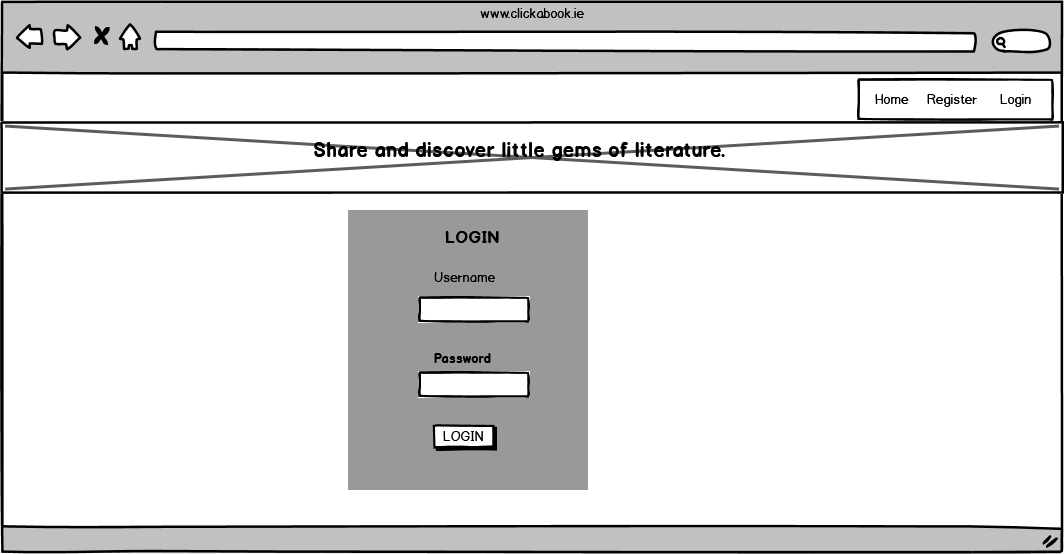 www.clickabook.ie
Home Register Login
Share and discover little gems of literature.
LOGIN
Username
Password
LOGIN